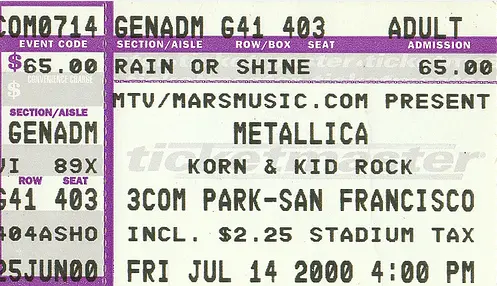 COM0714 GENADM G41 403 ADULT
EVENT CODE SECTION/AISLE ROW/BOX SEAT ADMISSION
$65.00 RAIN OR SHINE 65.00
CONVENIENCE CHARGE
$
MTV/MARSMUSIC.COM PRESENT
SECTION/AISLE
GENADM METALLICA
ticketmaster
VI 89X KORN & KID ROCK
ROW SEAT
G41 403 3COM PARK-SAN FRANCISCO
404ASHO INCL. $2.25 STADIUM TAX
25JUN00 FRI JUL 14 2000 4:00 PM